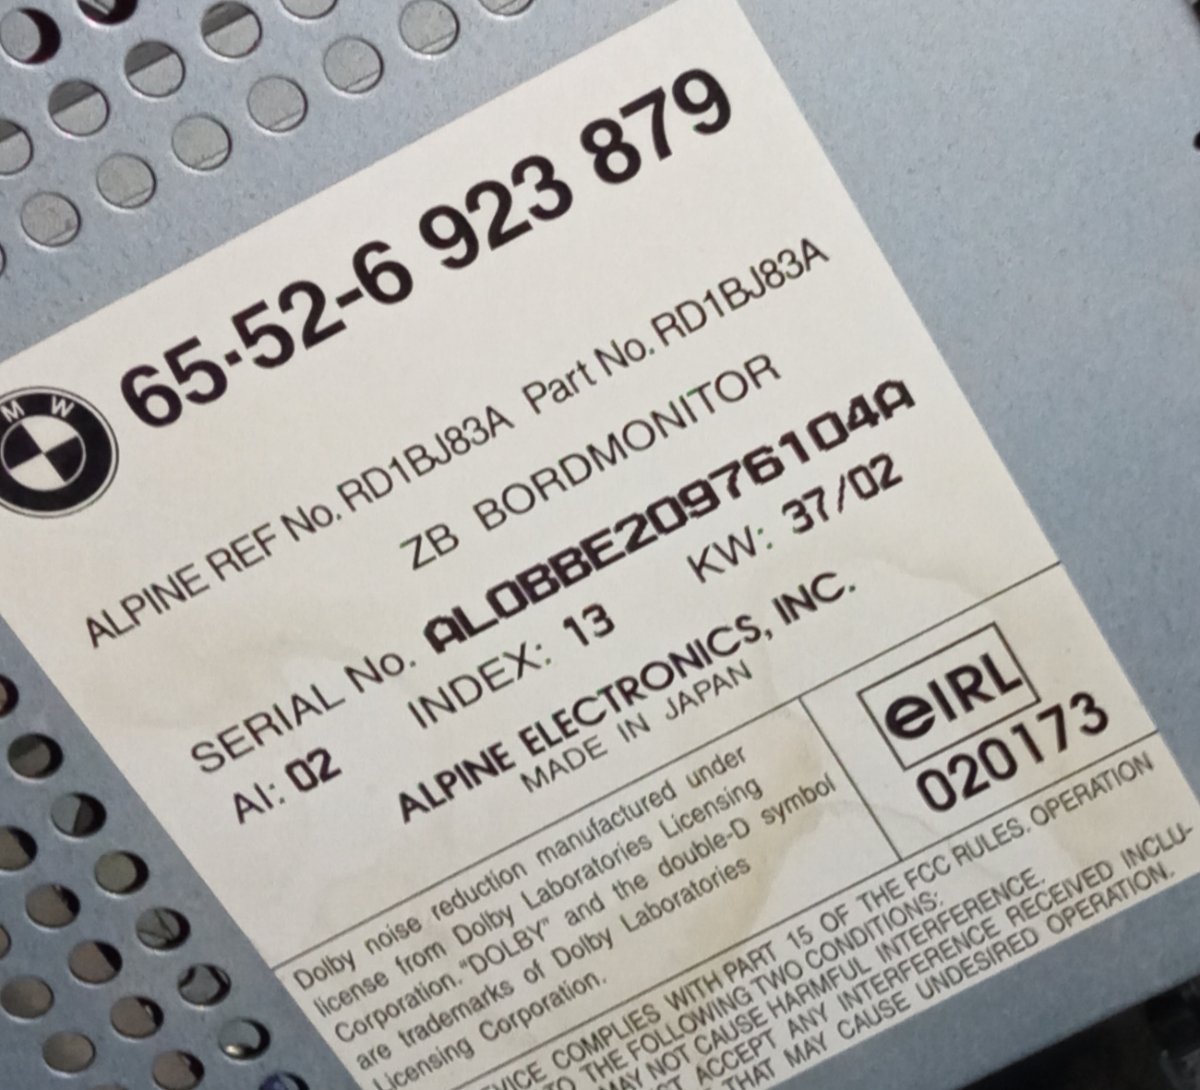 M W
65-52-6 923 879
ALPINE REF No. RD1BJ83A Part No. RD1BJ83A
ZB BORDMONITOR
SERIAL No. AL0BBE20976104A
AI: 02 INDEX: 13 KW: 37/02
ALPINE ELECTRONICS, INC.
MADE IN JAPAN
eIRL
020173
Dolby noise reduction manufactured under
license from Dolby Laboratories Licensing
Corporation. "DOLBY" and the double-D symbol
are trademarks of Dolby Laboratories
Licensing Corporation.
COMPLIES WITH PART 15 OF THE FCC RULES. OPERATION
TO THE FOLLOWING TWO CONDITIONS:
MAY NOT CAUSE HARMFUL INTERFERENCE.
ACCEPT ANY INTERFERENCE RECEIVED INCLU-
THAT MAY CAUSE UNDESIRED OPERATION.